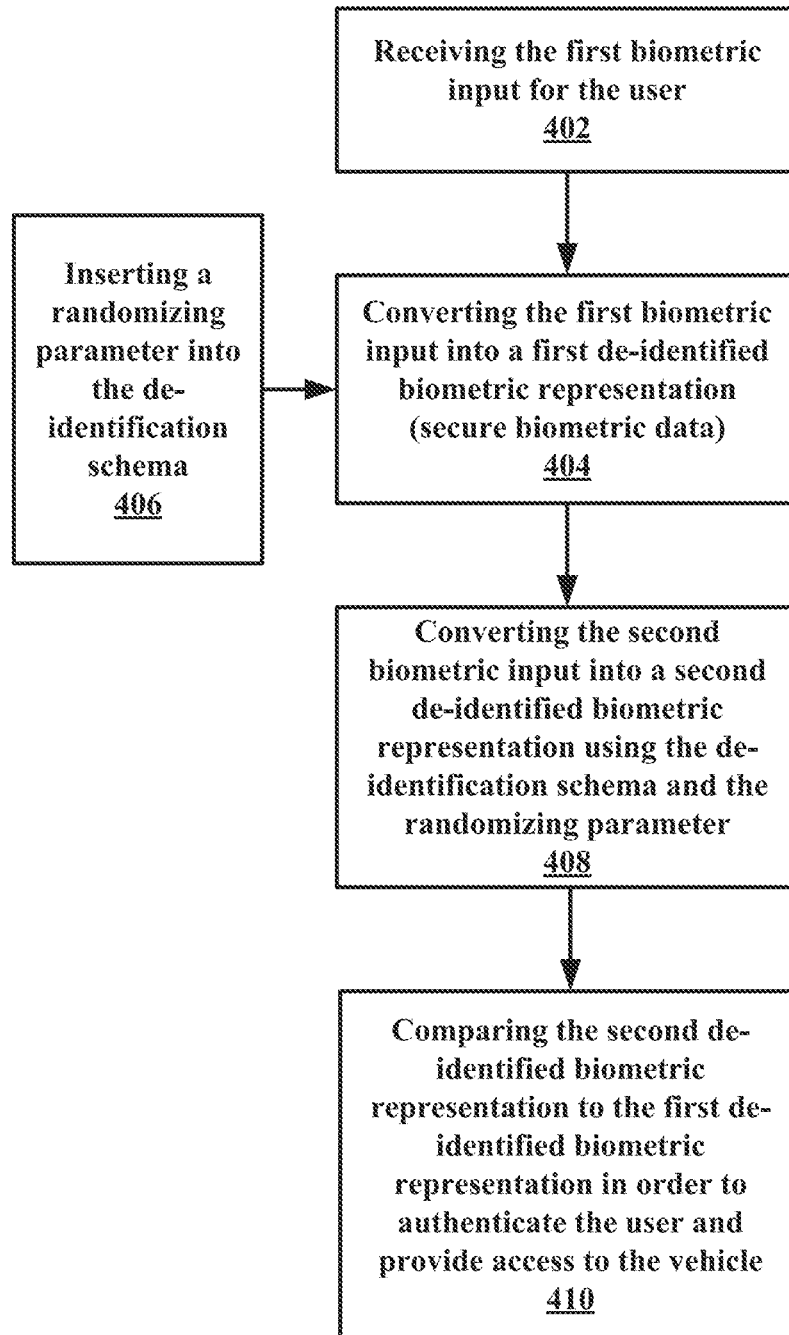 Receiving the first biometric
input for the user
402
Inserting a
randomizing
parameter into
the de-
identification
schema
406
Converting the first biometric
input into a first de-identified
biometric representation
(secure biometric data)
404
Converting the second
biometric input into a second
de-identified biometric
representation using the de-
identification schema and the
randomizing parameter
408
Comparing the second de-
identified biometric
representation to the first de-
identified biometric
representation in order to
authenticate the user and
provide access to the vehicle
410